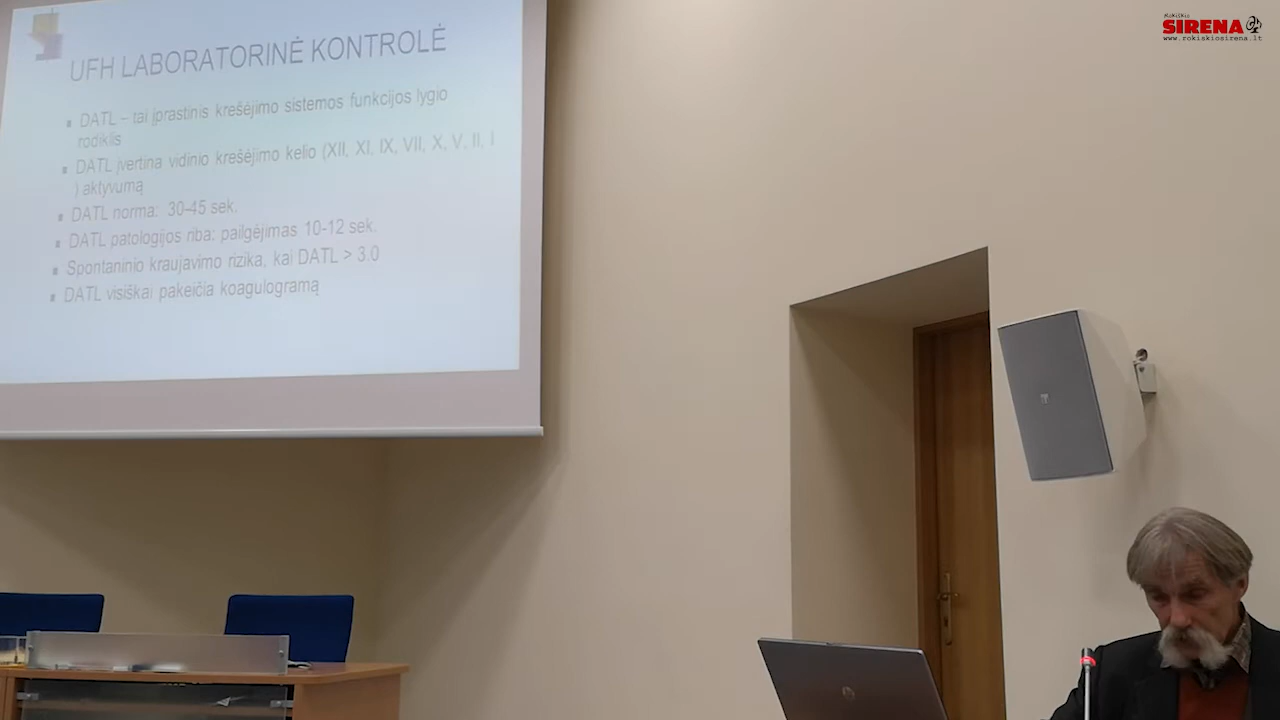 UFH LABORATORINĖ KONTROLĖ
DATL – tai įprastinis krešėjimo sistemos funkcijos lygio
rodiklis
DATL įvertina vidinio krešėjimo kelio (XII, XI, IX, VII, X, V, II, I
) aktyvumą
DATL norma: 30-45 sek.
DATL patologijos riba: pailgėjimas 10-12 sek.
Spontaninio kraujavimo rizika, kai DATL > 3.0
DATL visiškai pakeičia koagulogramą
ROKIŠKIO
SIRENA
www.rokiskiosirena.lt